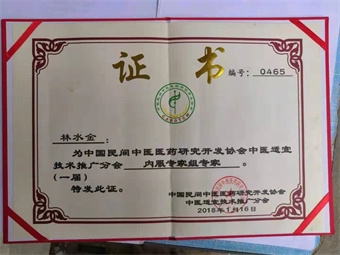 证书
编号：0465
林水金：
为中国民间中医医药研究开发协会中医适宜
技术推广分会 内服专家组专家 。
(一届)
特发此证。
中国民间中医医药研究开发协会
中医适宜技术推广分会
2018年1月16日